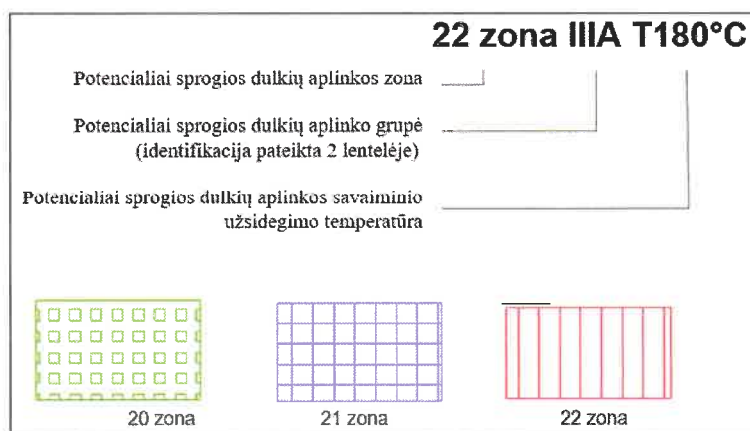 22 zona IIIA T180°C
Potencialiai sprogios dulkių aplinkos zona
Potencialiai sprogios dulkių aplinko grupė
(identifikacija pateikta 2 lentelėje)
Potencialiai sprogios dulkių aplinkos savaiminio
užsidegimo temperatūra
20 zona
21 zona
22 zona